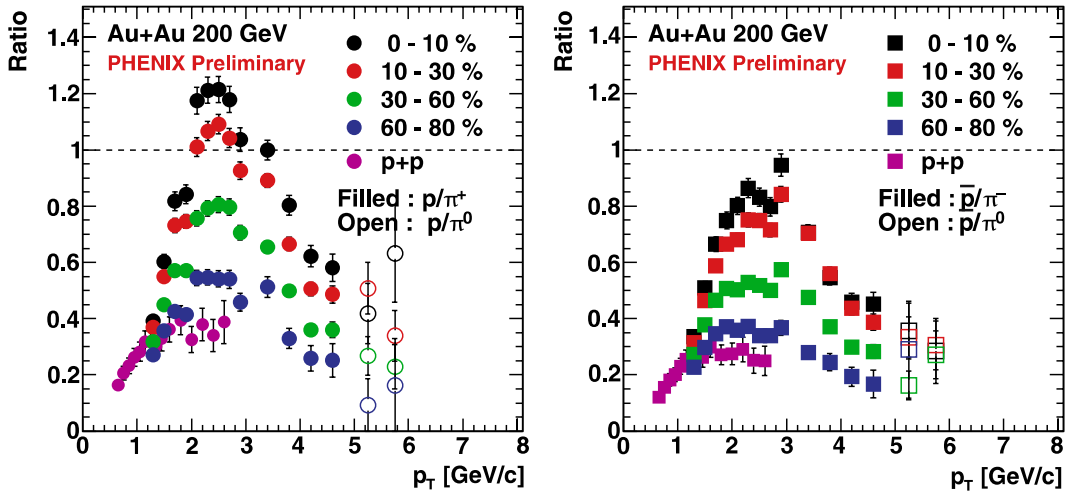 Ratio
1.4
1.2
1
0.8
0.6
0.4
0.2
0
Au+Au 200 GeV
PHENIX Preliminary
0 - 10 %
10 - 30 %
30 - 60 %
60 - 80 %
p+p
Filled : p/π⁺
Open : p/π⁰
0 1 2 3 4 5 6 7 8
p_T [GeV/c]
Ratio
1.4
1.2
1
0.8
0.6
0.4
0.2
0
Au+Au 200 GeV
PHENIX Preliminary
0 - 10 %
10 - 30 %
30 - 60 %
60 - 80 %
p+p
Filled : p̅/π⁻
Open : p̅/π⁰
0 1 2 3 4 5 6 7 8
p_T [GeV/c]